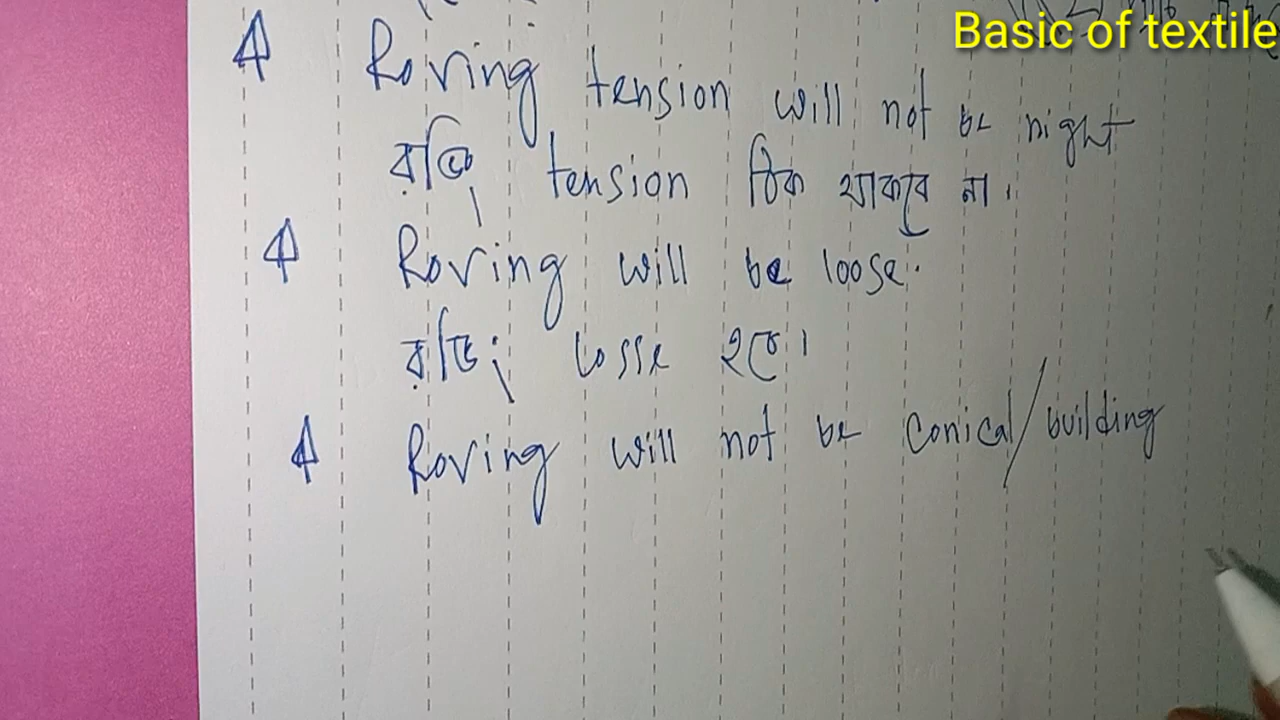 Basic of textile
Roving tension will not be right
রভিং tension ঠিক থাকবে না।
Roving will be loose.
রভিং losse হবে।
Roving will not be conical/building